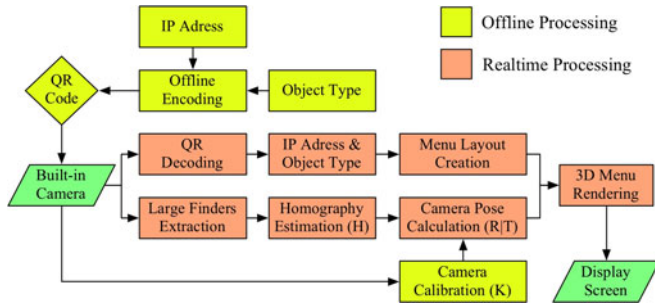 IP Adress
Offline Processing
Realtime Processing
QR
Code
Offline
Encoding
Object Type
QR
Decoding
IP Adress &
Object Type
Menu Layout
Creation
Built-in
Camera
3D Menu
Rendering
Large Finders
Extraction
Homography
Estimation (H)
Camera Pose
Calculation (R|T)
Camera
Calibration (K)
Display
Screen